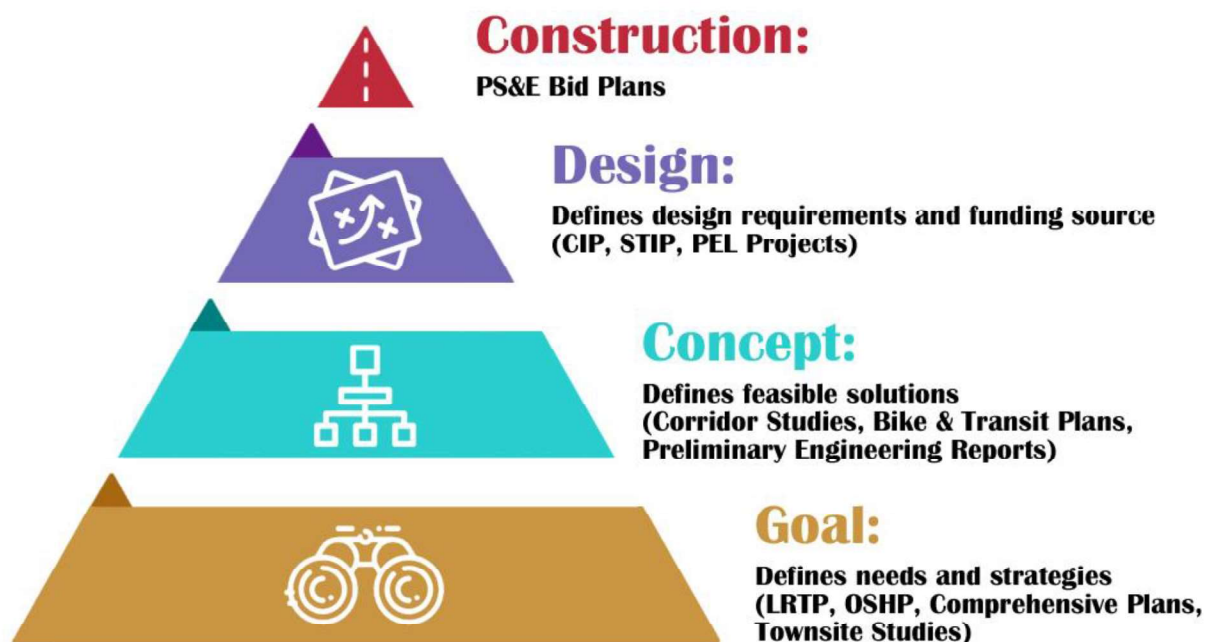 Construction:
PS&E Bid Plans
Design:
Defines design requirements and funding source
(CIP, STIP, PEL Projects)
Concept:
Defines feasible solutions
(Corridor Studies, Bike & Transit Plans,
Preliminary Engineering Reports)
Goal:
Defines needs and strategies
(LRTP, OSHP, Comprehensive Plans,
Townsite Studies)